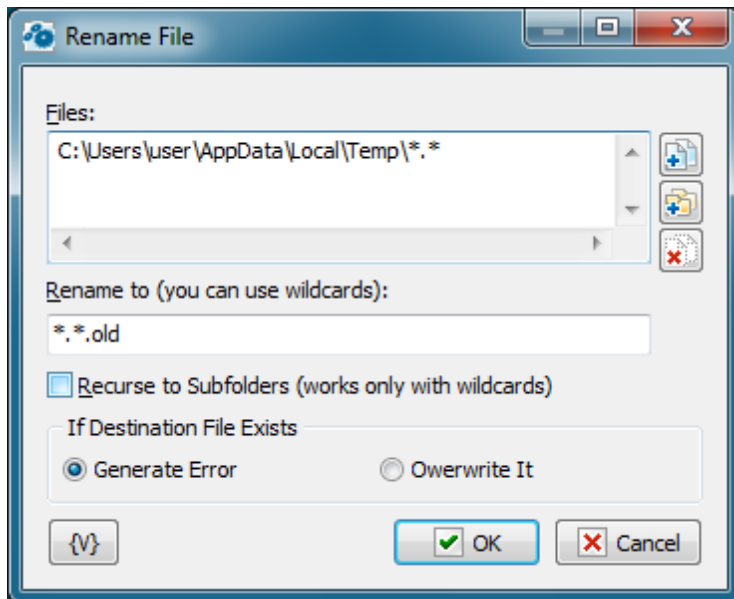 Rename File
Files:
C:\Users\user\AppData\Local\Temp\*.*
Rename to (you can use wildcards):
*.*.old
Recurse to Subfolders (works only with wildcards)
If Destination File Exists
Generate Error Owerwrite It
{V} OK Cancel